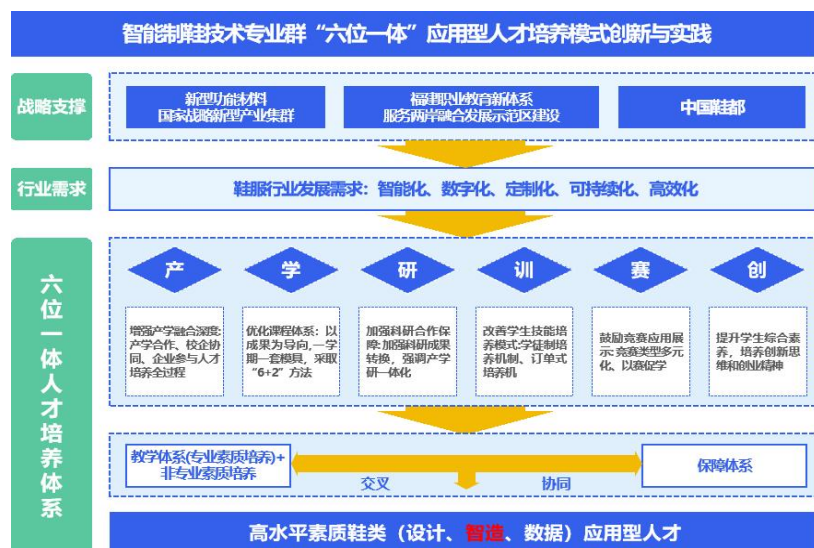 智能制鞋技术专业群“六位一体”应用型人才培养模式创新与实践
战略支撑
新型功能材料
国家战略新型产业集群
福建职业教育新体系
服务两岸融合发展示范区建设
中国鞋都
行业需求
鞋服行业发展需求：智能化、数字化、定制化、可持续化、高效化
六位一体人才培养体系
产
学
研
训
赛
创
增强产学融合深度:
产学合作、校企协
同、企业参与人才
培养全过程
优化课程体系：以
成果为导向,一学
期一套模具，采取
“6+2”方法
加强科研合作保
障:加强科研成果
转换，强调产学
研一体化
改善学生技能培
养模式:学徒制培
养机制、订单式
培养机
鼓励竞赛应用展
示:竞赛类型多元
化、以赛促学
提升学生综合素
养，培养创新思
维和创业精神
教学体系(专业素质培养)+
非专业素质培养
交叉
协同
保障体系
高水平素质鞋类（设计、智造、数据）应用型人才